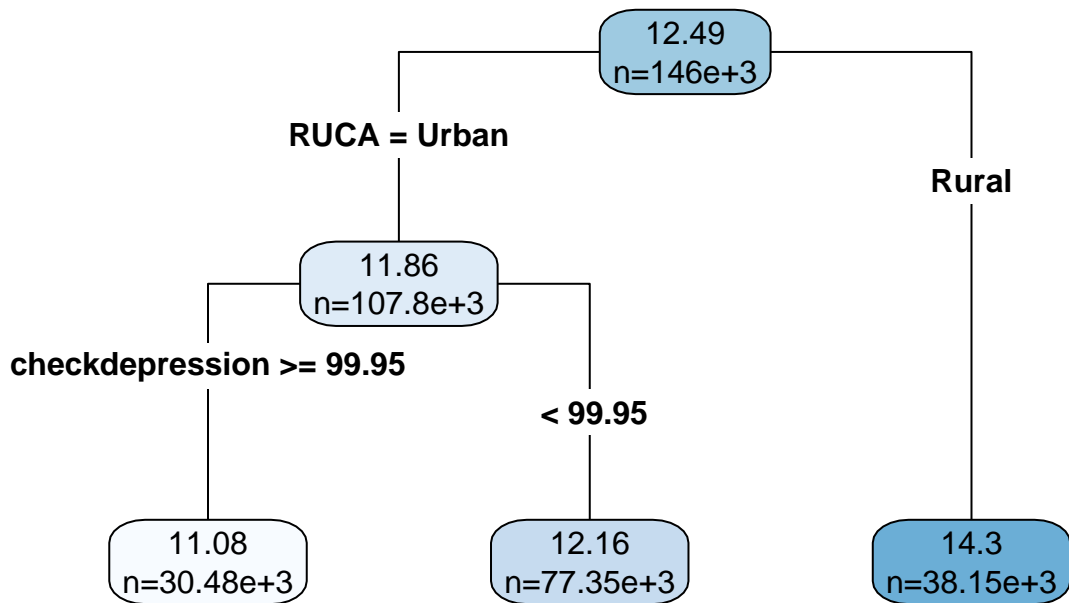 12.49
n=146e+3
RUCA = Urban
Rural
11.86
n=107.8e+3
checkdepression >= 99.95
< 99.95
11.08
n=30.48e+3
12.16
n=77.35e+3
14.3
n=38.15e+3